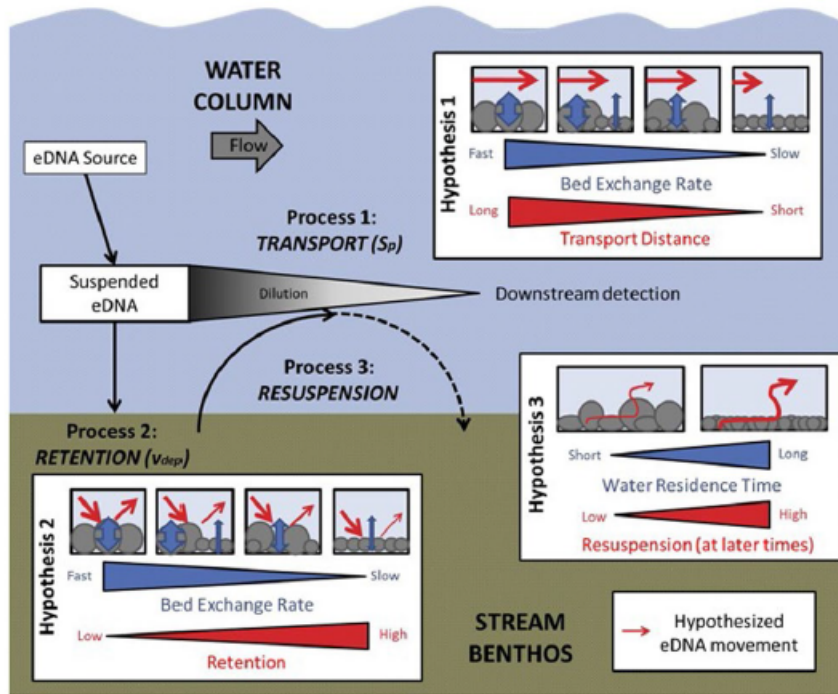 WATER
COLUMN
Flow
eDNA Source
Process 1:
TRANSPORT (Sp)
Suspended
eDNA
Dilution
Downstream detection
Process 3:
RESUSPENSION
Process 2:
RETENTION (vdep)
Hypothesis 1
Fast
Slow
Bed Exchange Rate
Long
Short
Transport Distance
Hypothesis 3
Short
Long
Water Residence Time
Low
High
Resuspension (at later times)
Hypothesis 2
Fast
Slow
Bed Exchange Rate
Low
High
Retention
STREAM
BENTHOS
Hypothesized
eDNA movement